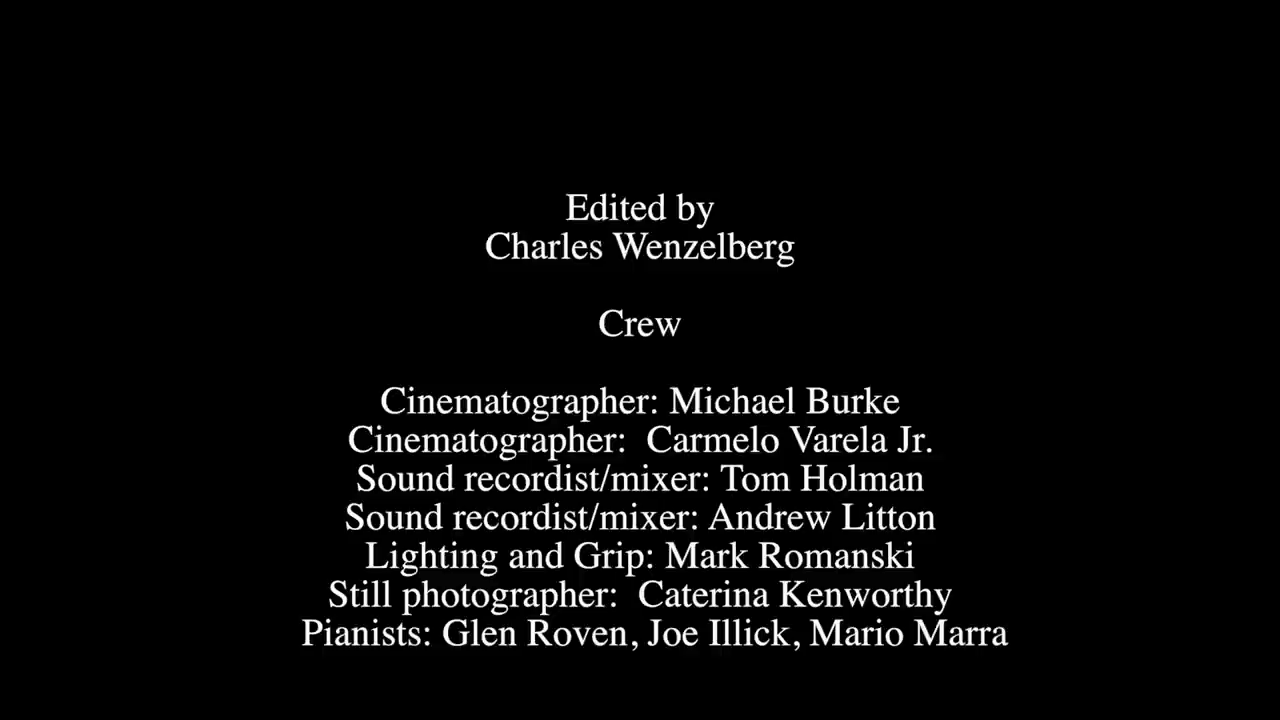 Edited by
Charles Wenzelberg
Crew
Cinematographer: Michael Burke
Cinematographer:  Carmelo Varela Jr.
Sound recordist/mixer: Tom Holman
Sound recordist/mixer: Andrew Litton
Lighting and Grip: Mark Romanski
Still photographer:  Caterina Kenworthy
Pianists: Glen Roven, Joe Illick, Mario Marra